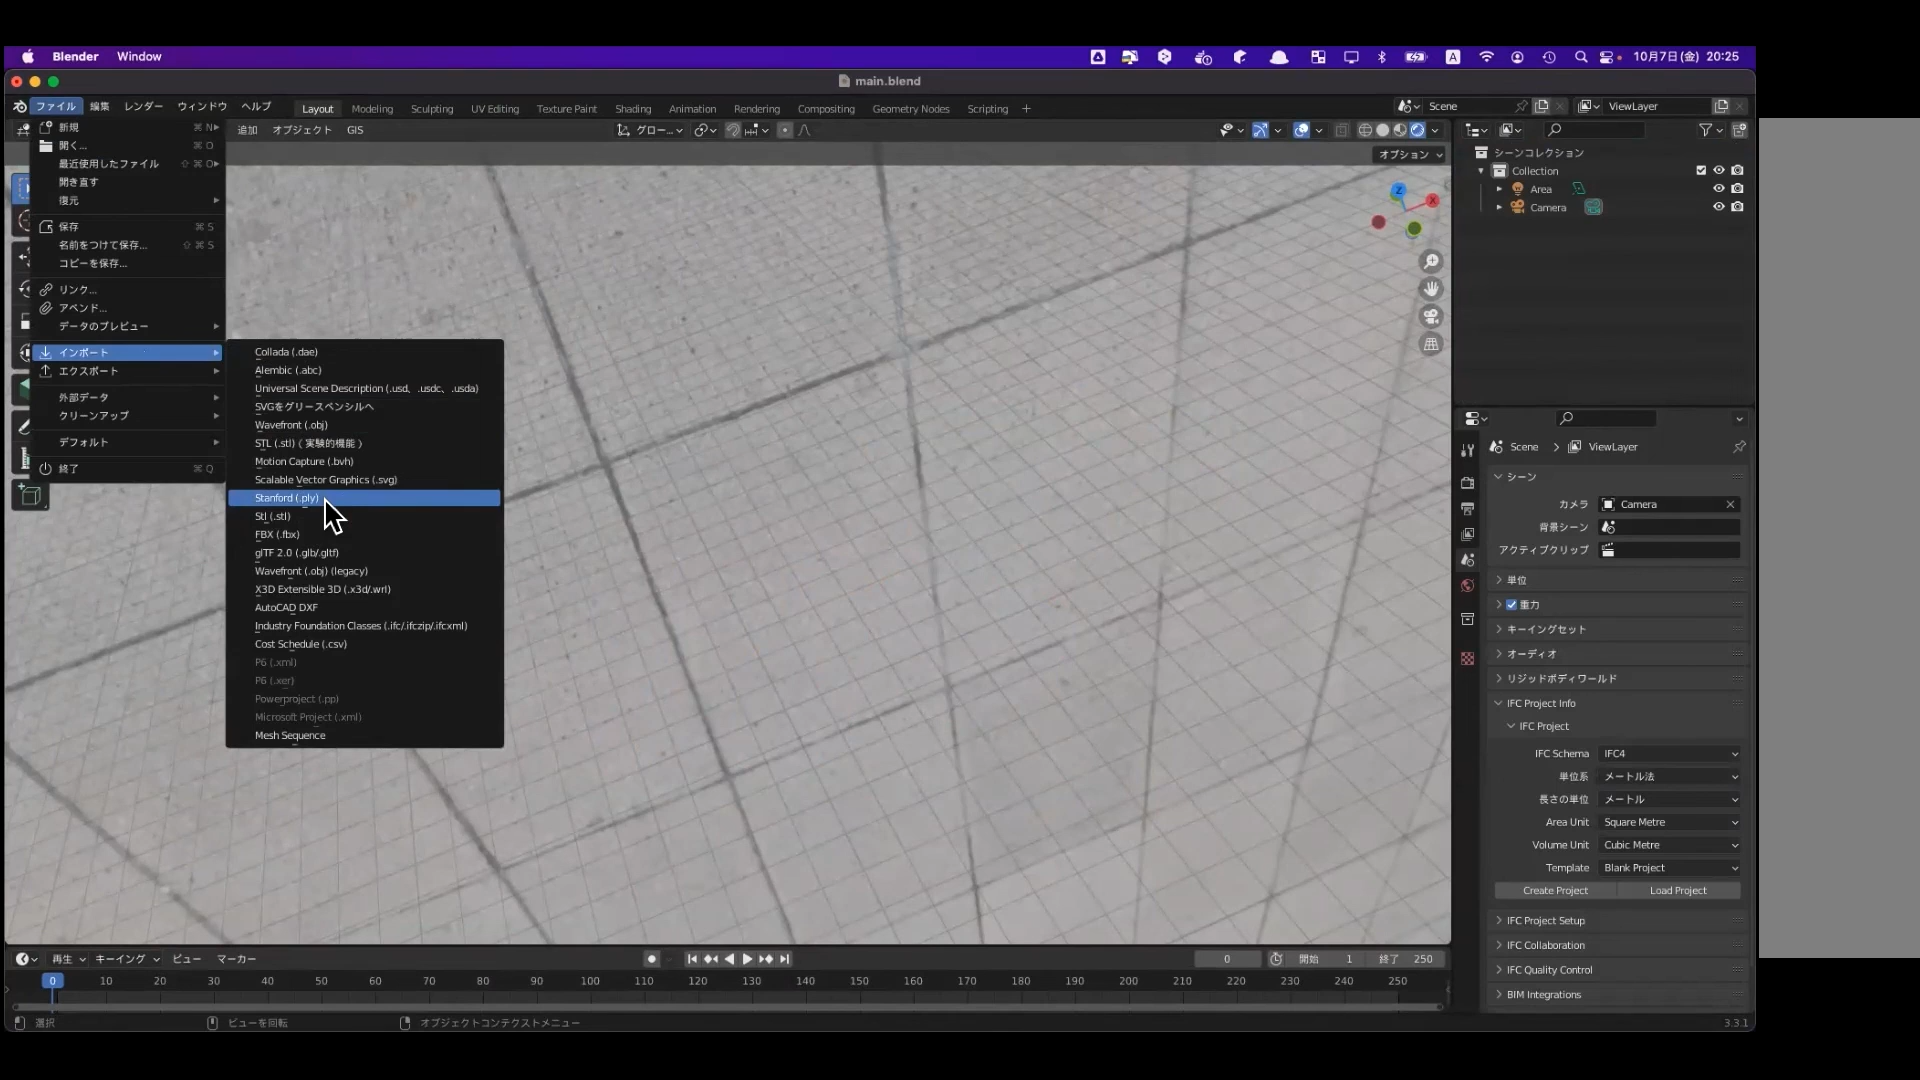 Blender Window
A 10月7日(金) 20:25
main.blend
ファイル 編集 レンダー ウィンドウ ヘルプ Layout Modeling Sculpting UV Editing Texture Paint Shading Animation Rendering Compositing Geometry Nodes Scripting + Scene ViewLayer
追加 オブジェクト GIS グロー...
オプション
新規 ⌘ N
開く... ⌘ O
最近使用したファイル ⇧ ⌘ O
開き直す
復元
保存 ⌘ S
名前をつけて保存... ⇧ ⌘ S
コピーを保存...
リンク...
アペンド...
データのプレビュー
インポート
エクスポート
外部データ
クリーンアップ
デフォルト
終了 ⌘ Q
Collada (.dae)
Alembic (.abc)
Universal Scene Description (.usd、.usdc、.usda)
SVGをグリースペンシルへ
Wavefront (.obj)
STL (.stl) ( 実験的機能 )
Motion Capture (.bvh)
Scalable Vector Graphics (.svg)
Stanford (.ply)
Stl (.stl)
FBX (.fbx)
glTF 2.0 (.glb/.gltf)
Wavefront (.obj) (legacy)
X3D Extensible 3D (.x3d/.wrl)
AutoCAD DXF
Industry Foundation Classes (.ifc/.ifczip/.ifcxml)
Cost Schedule (.csv)
P6 (.xml)
P6 (.xer)
Powerproject (.pp)
Microsoft Project (.xml)
Mesh Sequence
Z
X
シーンコレクション
Collection
Area
Camera
Scene ViewLayer
シーン
カメラ Camera
背景シーン
アクティブクリップ
単位
重力
キーイングセット
オーディオ
リジッドボディワールド
IFC Project Info
IFC Project
IFC Schema IFC4
単位系 メートル法
長さの単位 メートル
Area Unit Square Metre
Volume Unit Cubic Metre
Template Blank Project
Create Project Load Project
IFC Project Setup
IFC Collaboration
IFC Quality Control
BIM Integrations
再生 キーイング ビュー マーカー 0 開始 1 終了 250
0 10 20 30 40 50 60 70 80 90 100 110 120 130 140 150 160 170 180 190 200 210 220 230 240 250
選択 ビューを回転 オブジェクトコンテクストメニュー 3.3.1